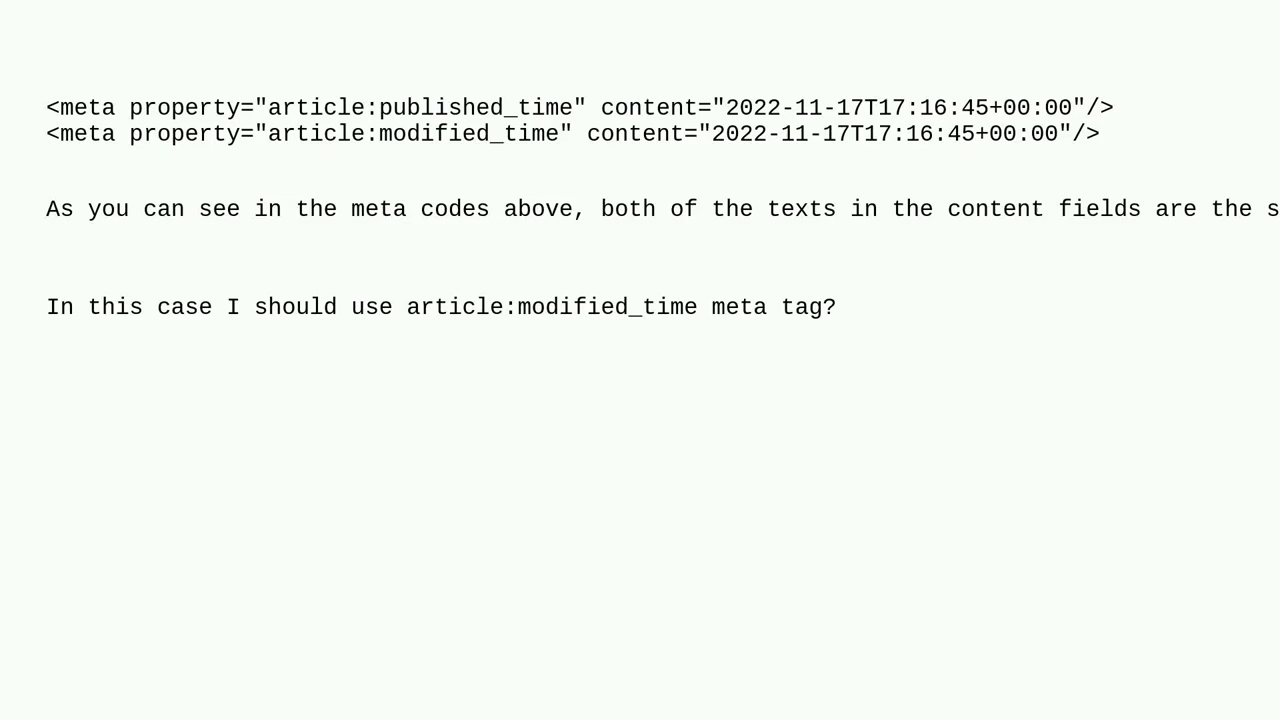 <meta property="article:published_time" content="2022-11-17T17:16:45+00:00"/>
<meta property="article:modified_time" content="2022-11-17T17:16:45+00:00"/>
As you can see in the meta codes above, both of the texts in the content fields are the
In this case I should use article:modified_time meta tag?